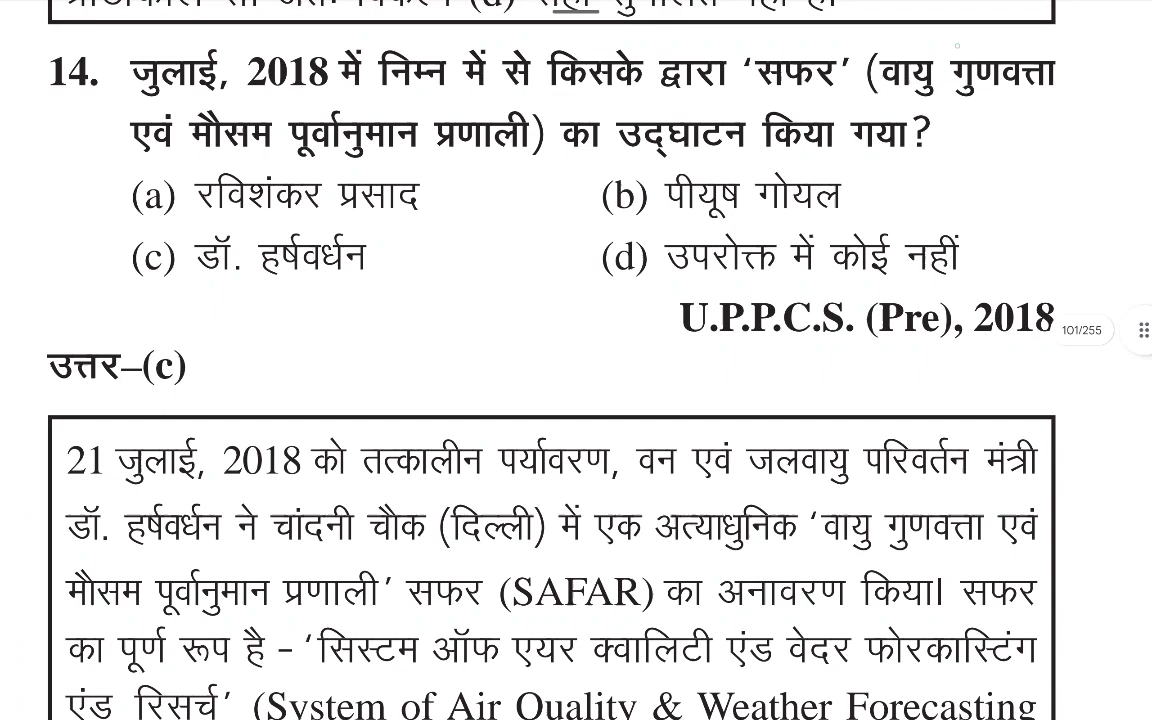 14. जुलाई, 2018 में निम्न में से किसके द्वारा ‘सफर’ (वायु गुणवत्ता
एवं मौसम पूर्वानुमान प्रणाली) का उद्घाटन किया गया?
(a) रविशंकर प्रसाद (b) पीयूष गोयल
(c) डॉ. हर्षवर्धन (d) उपरोक्त में कोई नहीं
U.P.P.C.S. (Pre), 2018
101/255
उत्तर–(c)
21 जुलाई, 2018 को तत्कालीन पर्यावरण, वन एवं जलवायु परिवर्तन मंत्री
डॉ. हर्षवर्धन ने चांदनी चौक (दिल्ली) में एक अत्याधुनिक ‘वायु गुणवत्ता एवं
मौसम पूर्वानुमान प्रणाली’ सफर (SAFAR) का अनावरण किया। सफर
का पूर्ण रूप है – ‘सिस्टम ऑफ एयर क्वालिटी एंड वेदर फोरकास्टिंग
एंड रिसर्च’ (System of Air Quality & Weather Forecasting